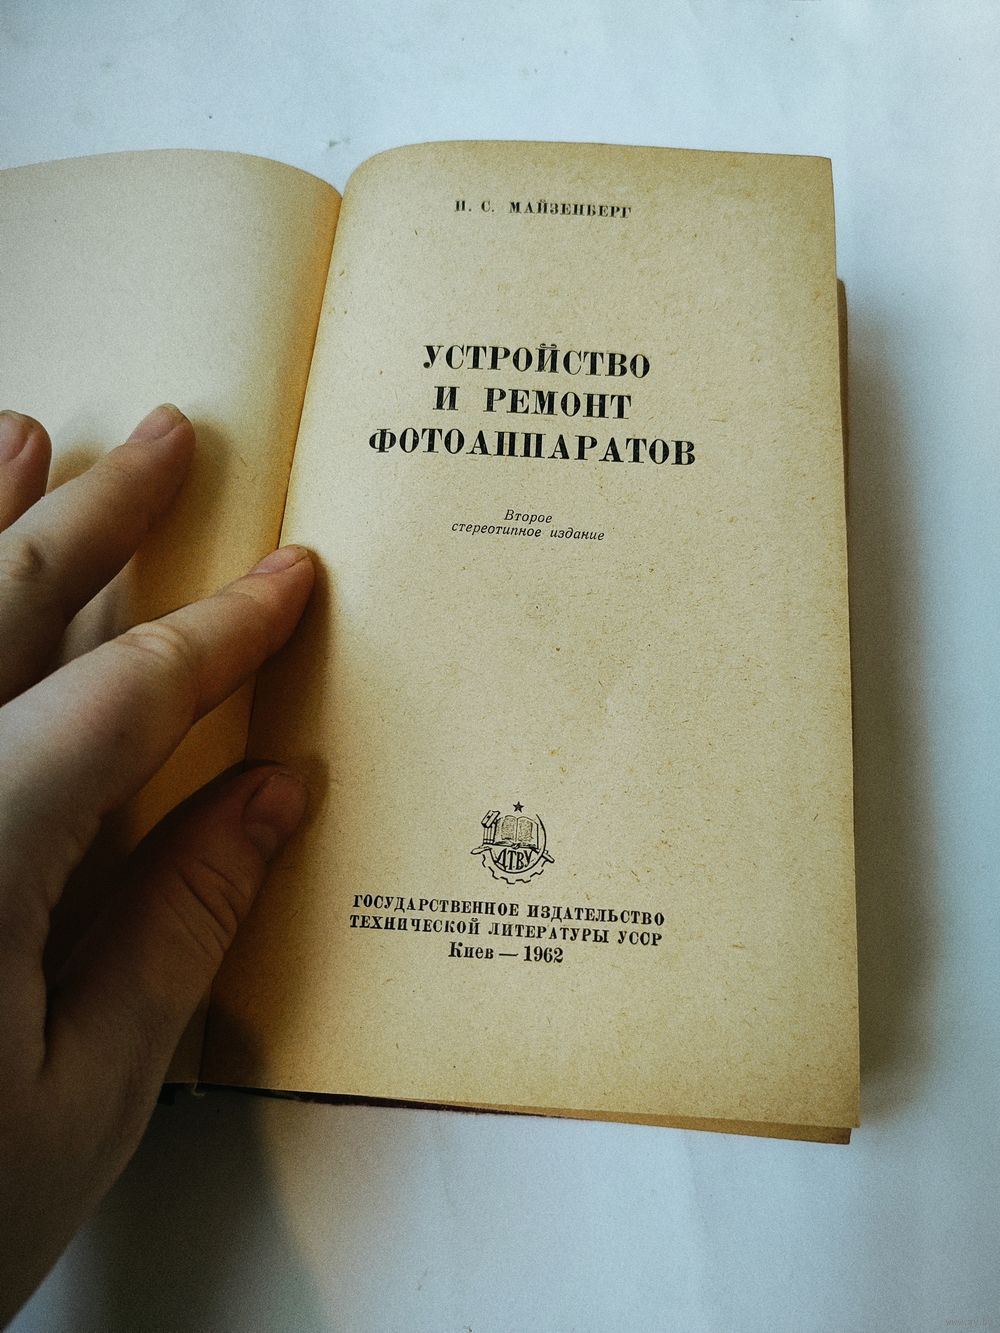 И. С. МАЙЗЕНБЕРГ
УСТРОЙСТВО
И РЕМОНТ
ФОТОАППАРАТОВ
Второе
стереотипное издание
ДТВУ
ГОСУДАРСТВЕННОЕ ИЗДАТЕЛЬСТВО
ТЕХНИЧЕСКОЙ ЛИТЕРАТУРЫ УССР
Киев — 1962